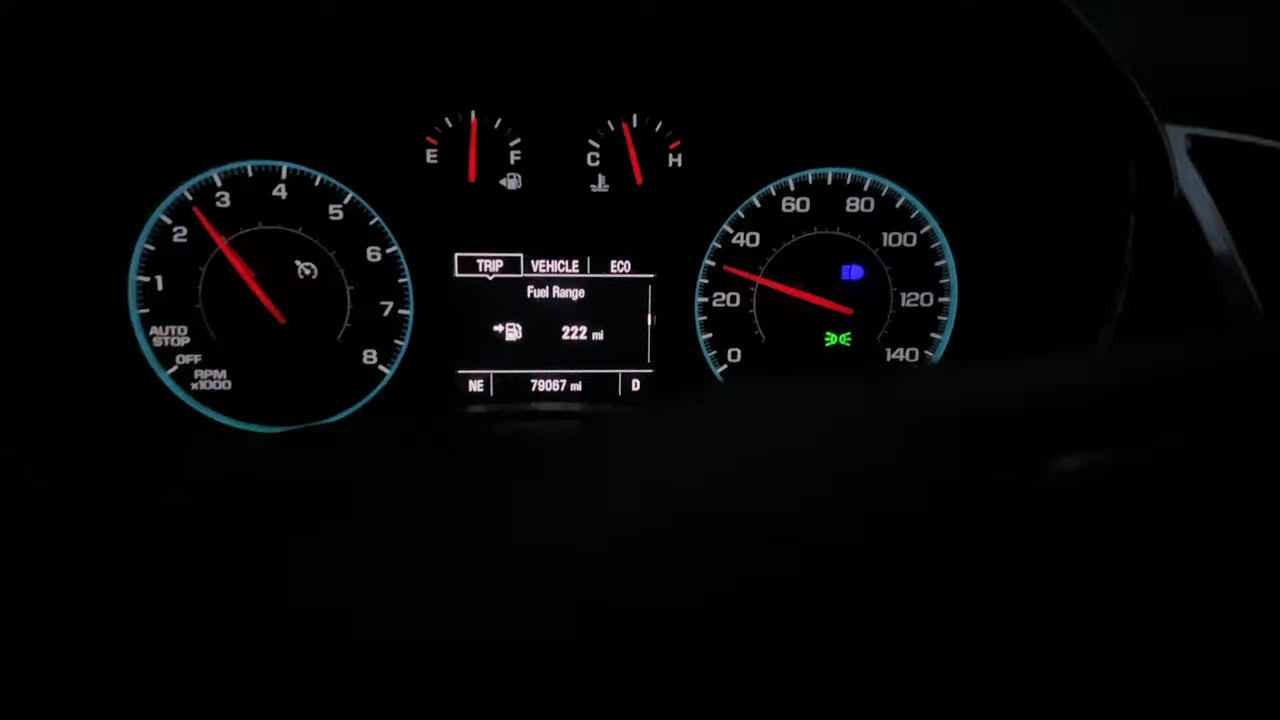 E F
C H
1 2 3 4 5 6 7 8
AUTO
STOP
OFF
RPM
x1000
TRIP VEHICLE ECO
Fuel Range
222 mi
NE 79067 mi D
0 20 40 60 80 100 120 140